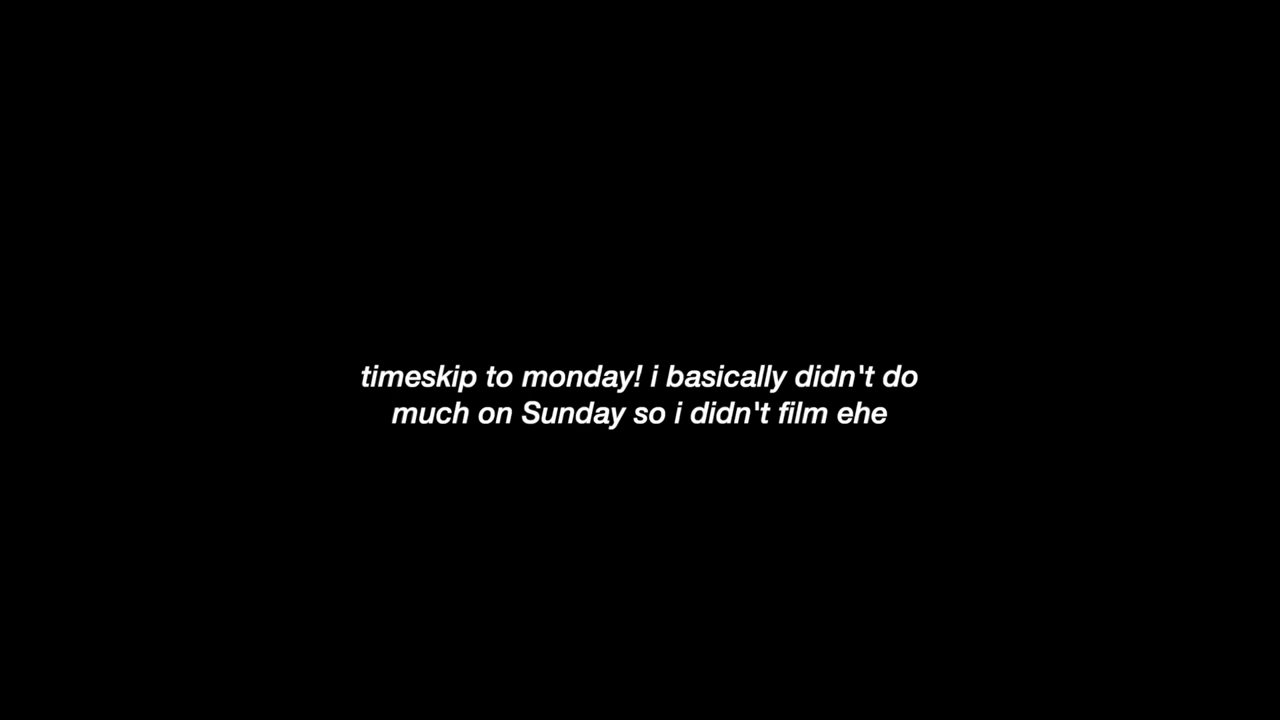 timeskip to monday! i basically didn't do
much on Sunday so i didn't film ehe